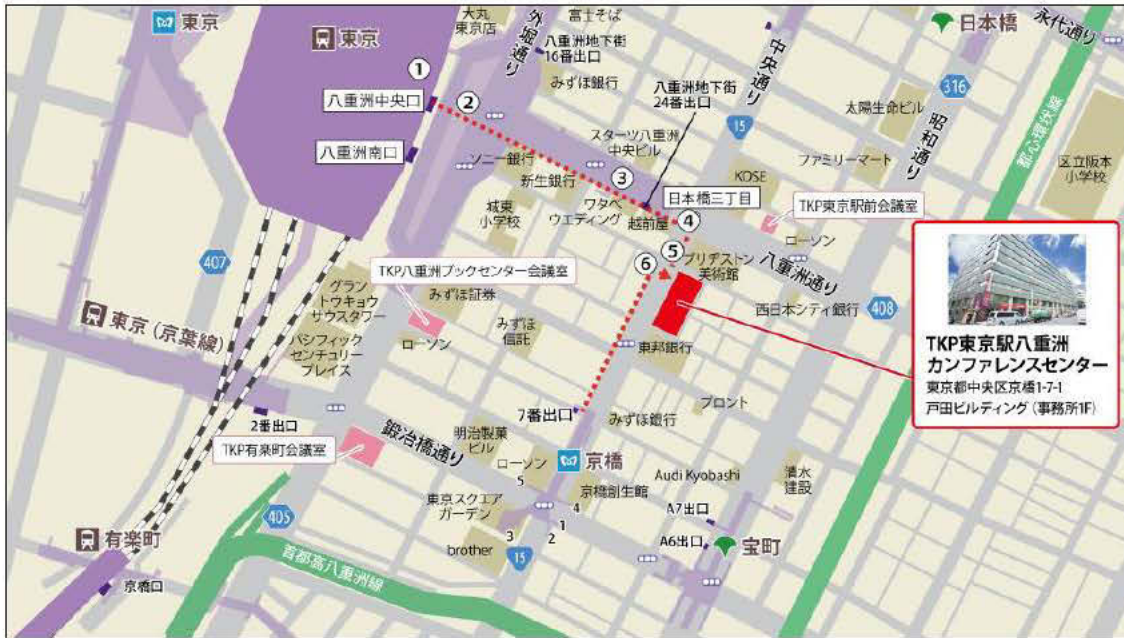 東京
東京
大丸
東京店
外堀通り
富士そば
八重洲地下街
16番出口
みずほ銀行
中央通り
日本橋
永代通り
①
八重洲中央口
②
八重洲地下街
24番出口
15
316
太陽生命ビル
昭和通り
都心環状線
八重洲南口
ソニー銀行
スターツ八重洲
中央ビル
ファミリーマート
区立阪本
小学校
新生銀行
③
KOSE
城東
小学校
ワタベ
ウエディング
日本橋三丁目
越前屋
④
TKP東京駅前会議室
ローソン
407
⑤
⑥
ブリヂストン
美術館
八重洲通り
TKP八重洲ブックセンター会議室
グラン
トウキョウ
サウスタワー
みずほ証券
西日本シティ銀行
408
東京 (京葉線)
パシフィック
センチュリー
プレイス
ローソン
みずほ
信託
東邦銀行
TKP東京駅八重洲
カンファレンスセンター
東京都中央区京橋1-7-1
戸田ビルディング (事務所1F)
プロント
7番出口
みずほ銀行
2番出口
TKP有楽町会議室
鍛冶橋通り
明治製菓
ビル
ローソン
5
京橋
京橋創生館
Audi Kyobashi
清水
建設
405
東京スクエア
ガーデン
4
1
A7出口
有楽町
brother
3
2
15
A6出口
宝町
首都高八重洲線
京橋口